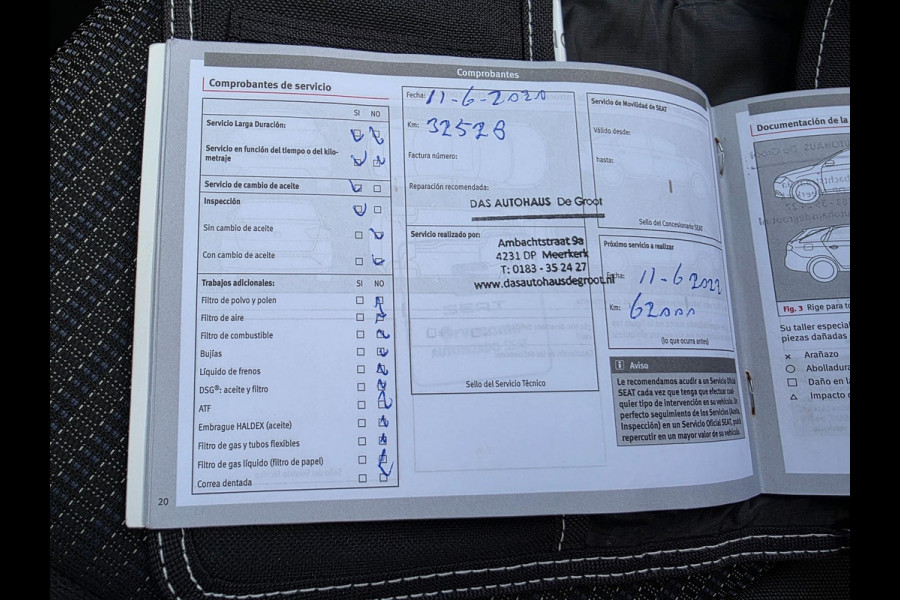 Comprobantes
Comprobantes de servicio
SI NO
Servicio Larga Duración:
Servicio en función del tiempo o del kilo-
metraje
Servicio de cambio de aceite
Inspección
Sin cambio de aceite
Con cambio de aceite
Trabajos adicionales: SI NO
Filtro de polvo y polen
Filtro de aire
Filtro de combustible
Bujías
Líquido de frenos
DSG®: aceite y filtro
ATF
Embrague HALDEX (aceite)
Filtro de gas y tubos flexibles
Filtro de gas líquido (filtro de papel)
Correa dentada
20
Fecha: 11-6-2020
Km: 32528
Factura número:
Reparación recomendada:
DAS AUTOHAUS De Groot
Servicio realizado por:
Ambachtstraat 9a
4231 DP Meerkerk
T: 0183 - 35 24 27
www.dasautohausdegroot.nl
Sello del Servicio Técnico
Servicio de Movilidad de SEAT
Válido desde:
hasta:
Sello del Concesionario SEAT
Próximo servicio a realizar
Fecha: 11-6 2022
Km: 62000
(lo que ocurra antes)
i Aviso
Le recomendamos acudir a un Servicio Oficial
SEAT cada vez que tenga que efectuar cual-
quier tipo de intervención en su vehículo. Un
perfecto seguimiento de los Servicios (Aceite,
Inspección) en un Servicio Oficial SEAT, podrá
repercutir en un mayor valor de su vehículo.
Documentación de la
Fig. 3 Rige para to
Su taller especial
piezas dañadas
Arañazo
Abolladura
Daño en la
Impacto